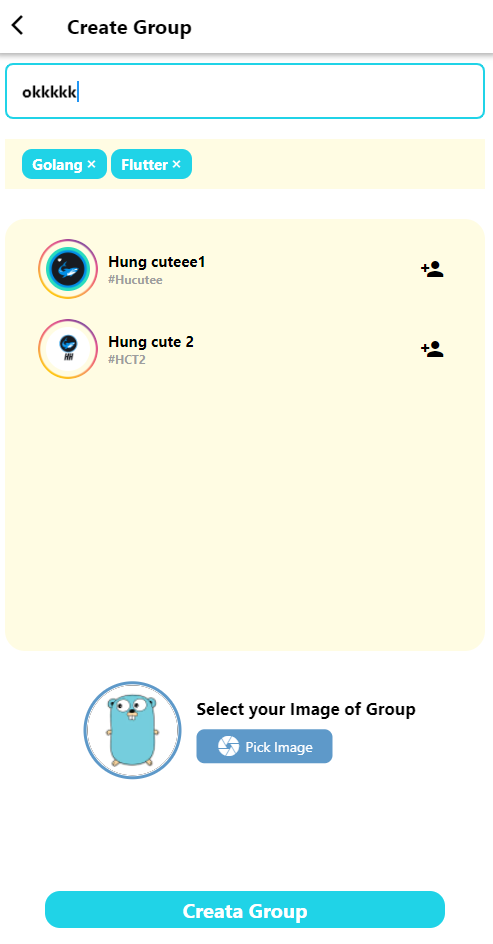 Create Group
okkkkk
Golang × Flutter ×
Hung cuteee1
#Hucutee
Hung cute 2
#HCT2
Select your Image of Group
Pick Image
Creata Group